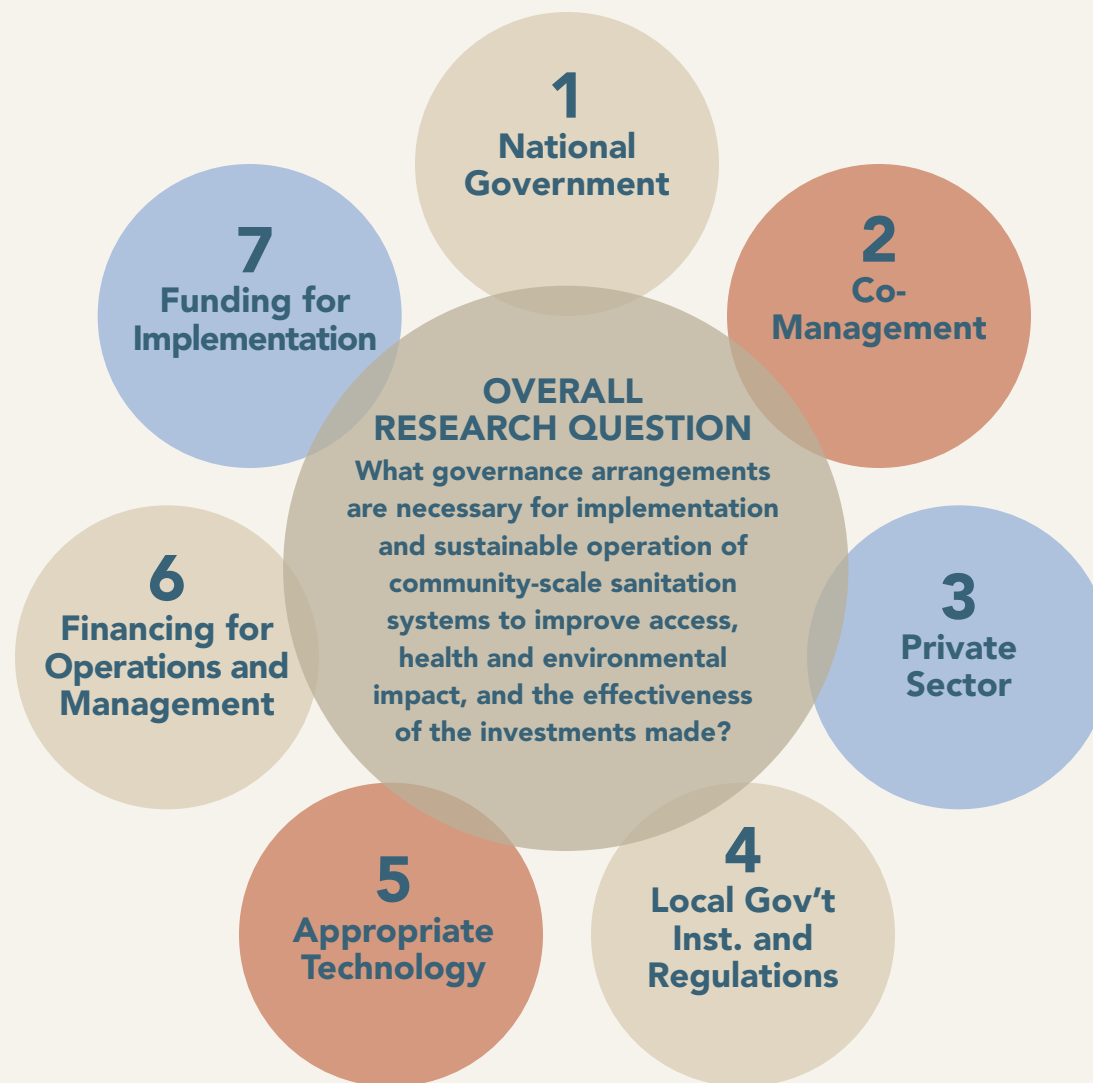 1
National
Government
2
Co-
Management
3
Private
Sector
4
Local Gov’t
Inst. and
Regulations
5
Appropriate
Technology
6
Financing for
Operations and
Management
7
Funding for
Implementation
OVERALL
RESEARCH QUESTION
What governance arrangements
are necessary for implementation
and sustainable operation of
community-scale sanitation
systems to improve access,
health and environmental
impact, and the effectiveness
of the investments made?